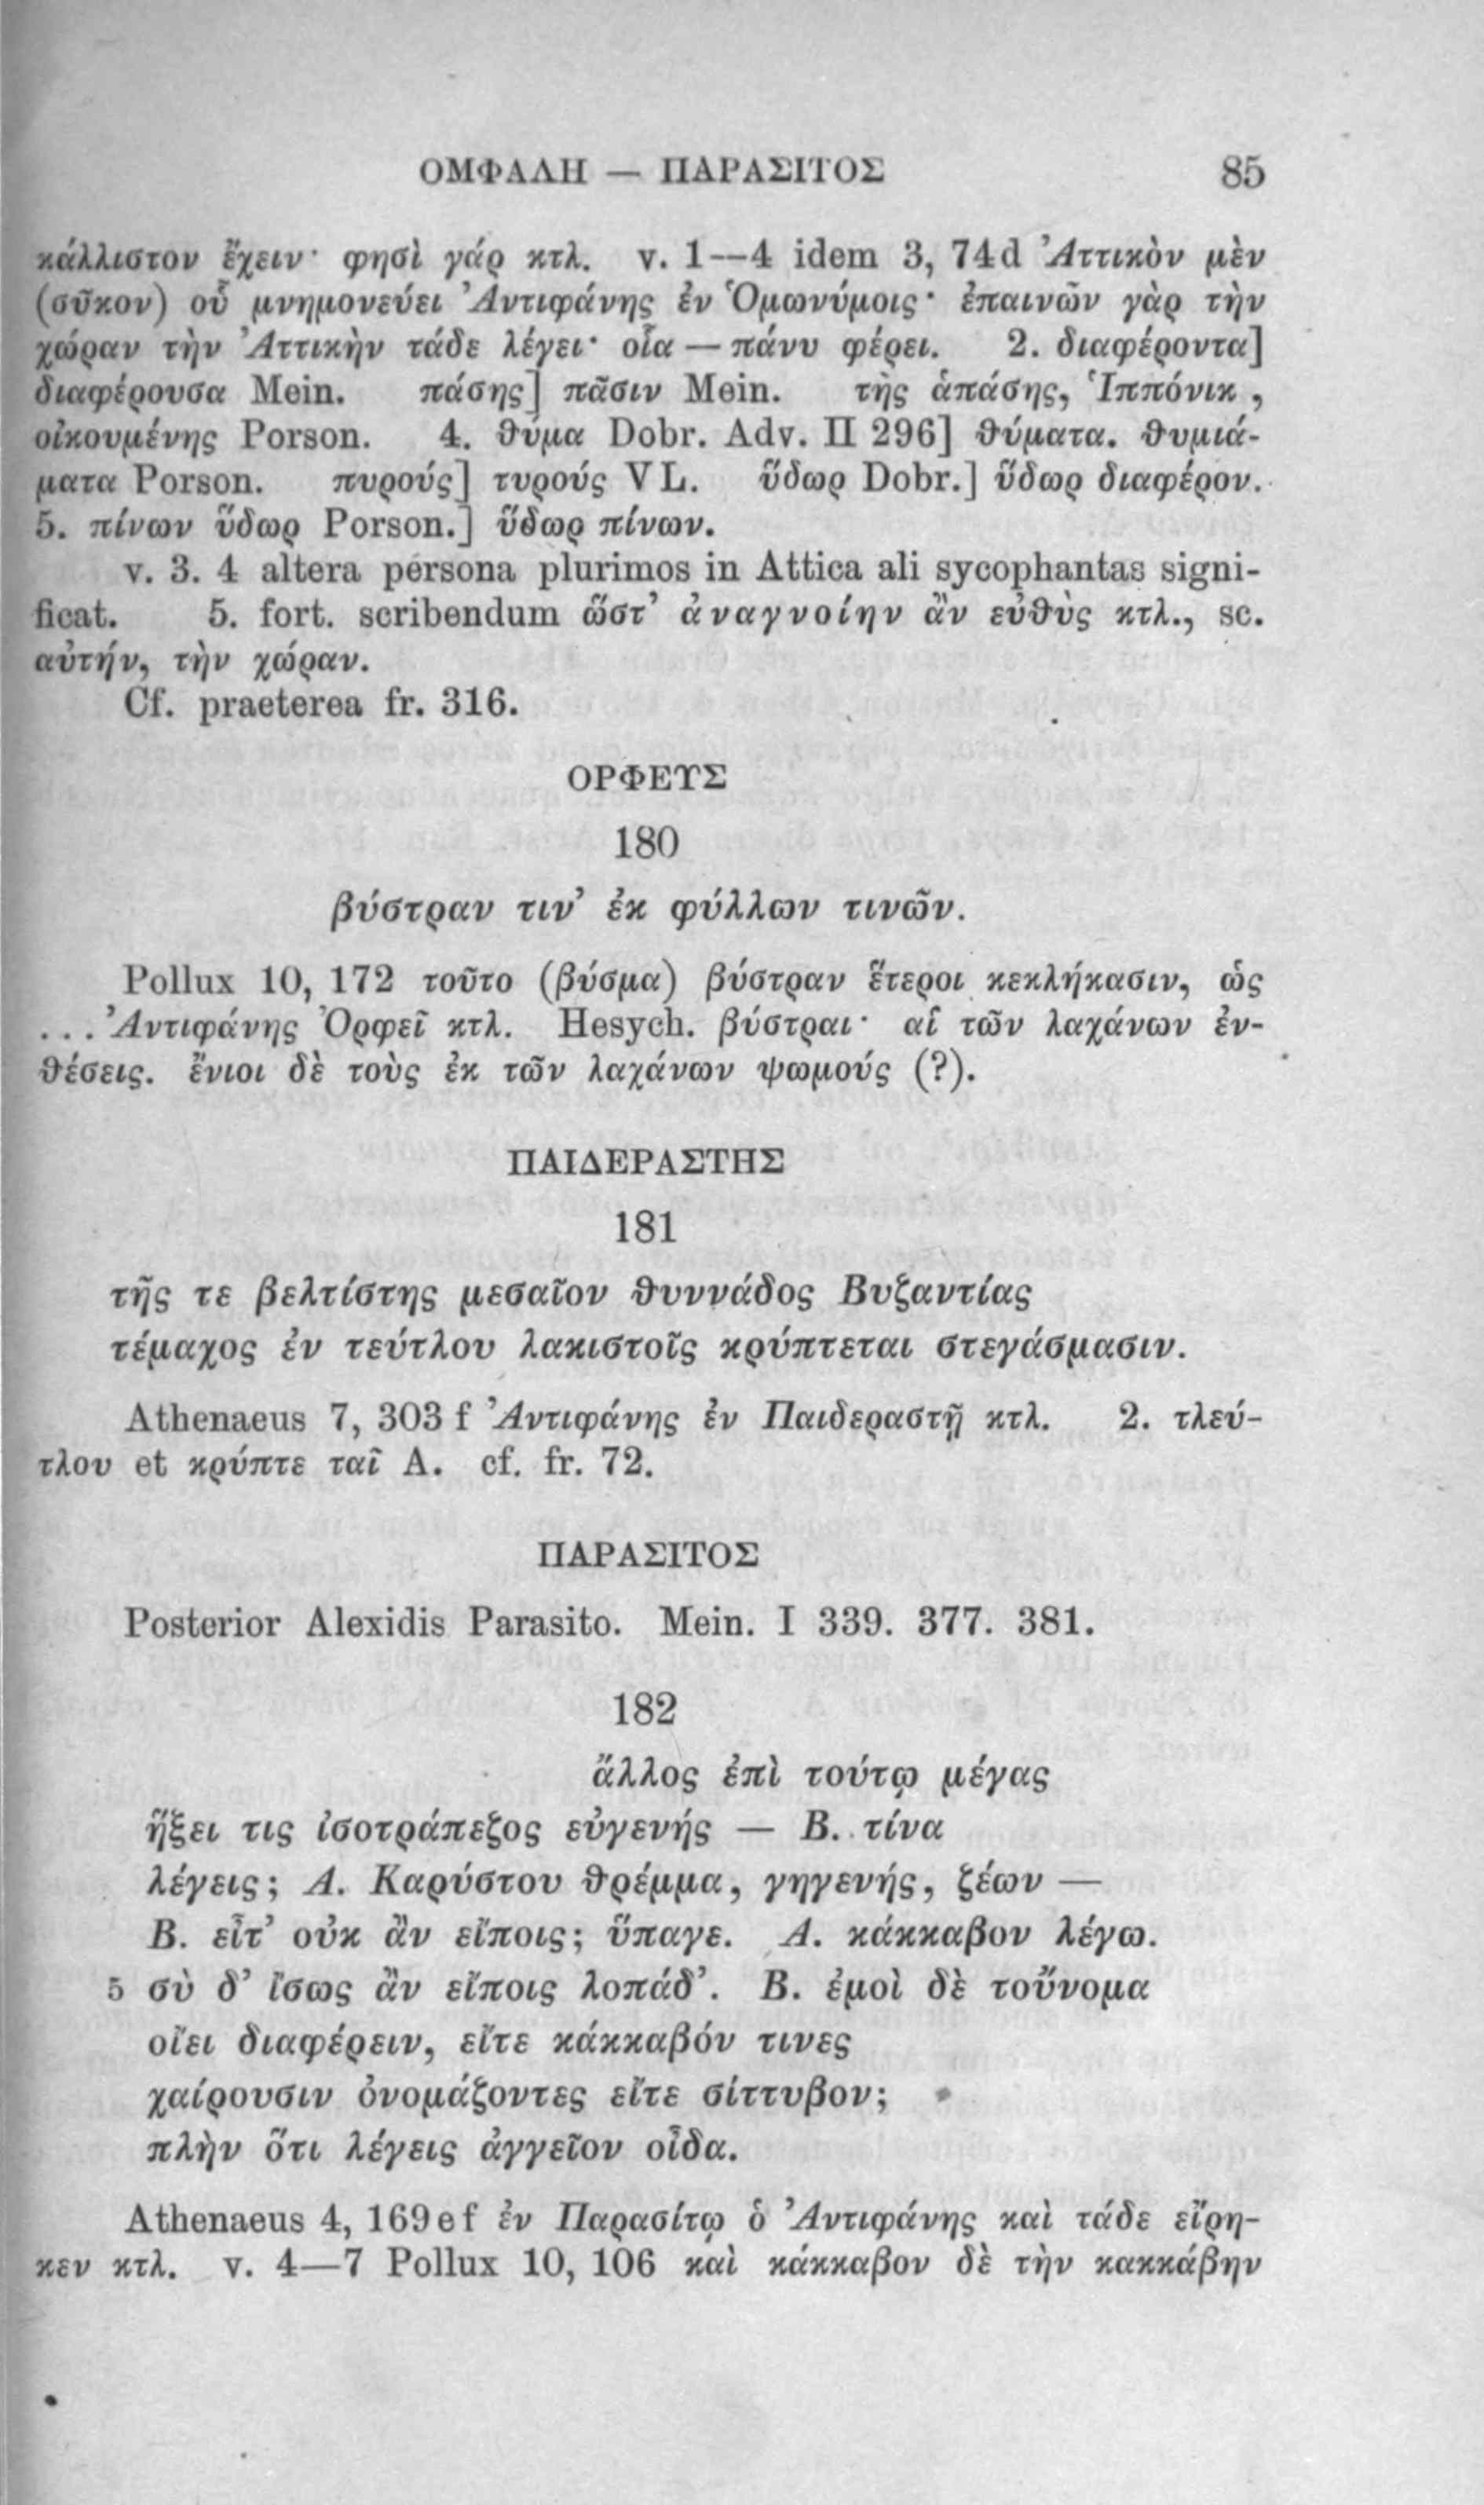 ΟΜΦΑΛΗ — ΠΑΡΑΣΙΤΟΣ 85
κάλλιστον ἔχειν· φησὶ γάρ κτλ. v. 1—4 idem 3, 74d Ἀττικὸν μὲν
(σῦκον) οὗ μνημονεύει Ἀντιφάνης ἐν Ὁμωνύμοις· ἐπαινῶν γὰρ τὴν
χώραν τὴν Ἀττικὴν τάδε λέγει· οἷα — πάνυ φέρει. 2. διαφέροντα]
διαφέρουσα Mein. πάσης] πᾶσιν Mein. τῆς ἁπάσης, Ἱππόνικ ,
οἰκουμένης Porson. 4. θύμα Dobr. Adv. II 296] θύματα. θυμιά-
ματα Porson. πυρούς] τυρούς VL. ὕδωρ Dobr.] ὕδωρ διαφέρον.
5. πίνων ὕδωρ Porson.] ὕδωρ πίνων.
v. 3. 4 altera persona plurimos in Attica ali sycophantas signi-
ficat. 5. fort. scribendum ὥστ’ ἀναγνοίην ἂν εὐθὺς κτλ., sc.
αὐτήν, τὴν χώραν.
Cf. praeterea fr. 316.
ΟΡΦΕΥΣ
180
βύστραν τιν’ ἐκ φύλλων τινῶν.
Pollux 10, 172 τοῦτο (βύσμα) βύστραν ἕτεροι κεκλήκασιν, ὡς
... Ἀντιφάνης Ὀρφεῖ κτλ. Hesych. βύστραι· αἱ τῶν λαχάνων ἐν-
θέσεις. ἔνιοι δὲ τοὺς ἐκ τῶν λαχάνων ψωμούς (?).
ΠΑΙΔΕΡΑΣΤΗΣ
181
τῆς τε βελτίστης μεσαῖον θυννάδος Βυζαντίας
τέμαχος ἐν τεύτλου λακιστοῖς κρύπτεται στεγάσμασιν.
Athenaeus 7, 303 f Ἀντιφάνης ἐν Παιδεραστῇ κτλ. 2. τλεύ-
τλου et κρύπτε ταῖ A. cf. fr. 72.
ΠΑΡΑΣΙΤΟΣ
Posterior Alexidis Parasito. Mein. I 339. 377. 381.
182
ἄλλος ἐπὶ τούτῳ μέγας
ἥξει τις ἰσοτράπεζος εὐγενής — B. τίνα
λέγεις; A. Καρύστου θρέμμα, γηγενής, ζέων —
B. εἶτ’ οὐκ ἂν εἴποις; ὕπαγε. A. κάκκαβον λέγω.
5 σὺ δ’ ἴσως ἂν εἴποις λοπάδ’. B. ἐμοὶ δὲ τοὔνομα
οἴει διαφέρειν, εἴτε κάκκαβόν τινες
χαίρουσιν ὀνομάζοντες εἴτε σίττυβον;
πλὴν ὅτι λέγεις ἀγγεῖον οἶδα.
Athenaeus 4, 169ef ἐν Παρασίτῳ ὁ Ἀντιφάνης καὶ τάδε εἴρη-
κεν κτλ. v. 4—7 Pollux 10, 106 καὶ κάκκαβον δὲ τὴν κακκάβην